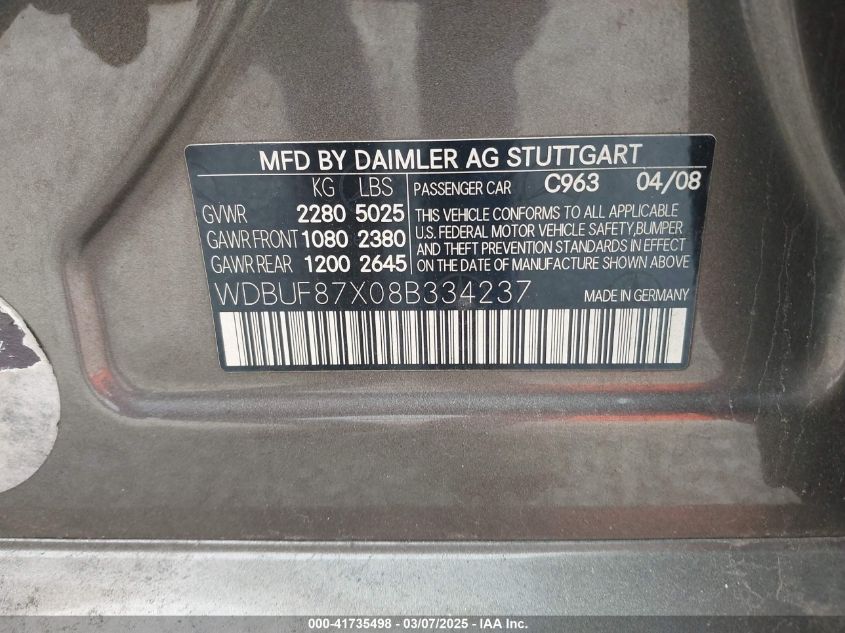 MFD BY DAIMLER AG STUTTGART
KG LBS PASSENGER CAR C963 04/08
GVWR 2280 5025 THIS VEHICLE CONFORMS TO ALL APPLICABLE
U.S. FEDERAL MOTOR VEHICLE SAFETY,BUMPER
GAWR FRONT 1080 2380 AND THEFT PREVENTION STANDARDS IN EFFECT
GAWR REAR 1200 2645 ON THE DATE OF MANUFACTURE SHOWN ABOVE
WDBUF87X08B334237 MADE IN GERMANY
000-41735498 - 03/07/2025 - IAA Inc.